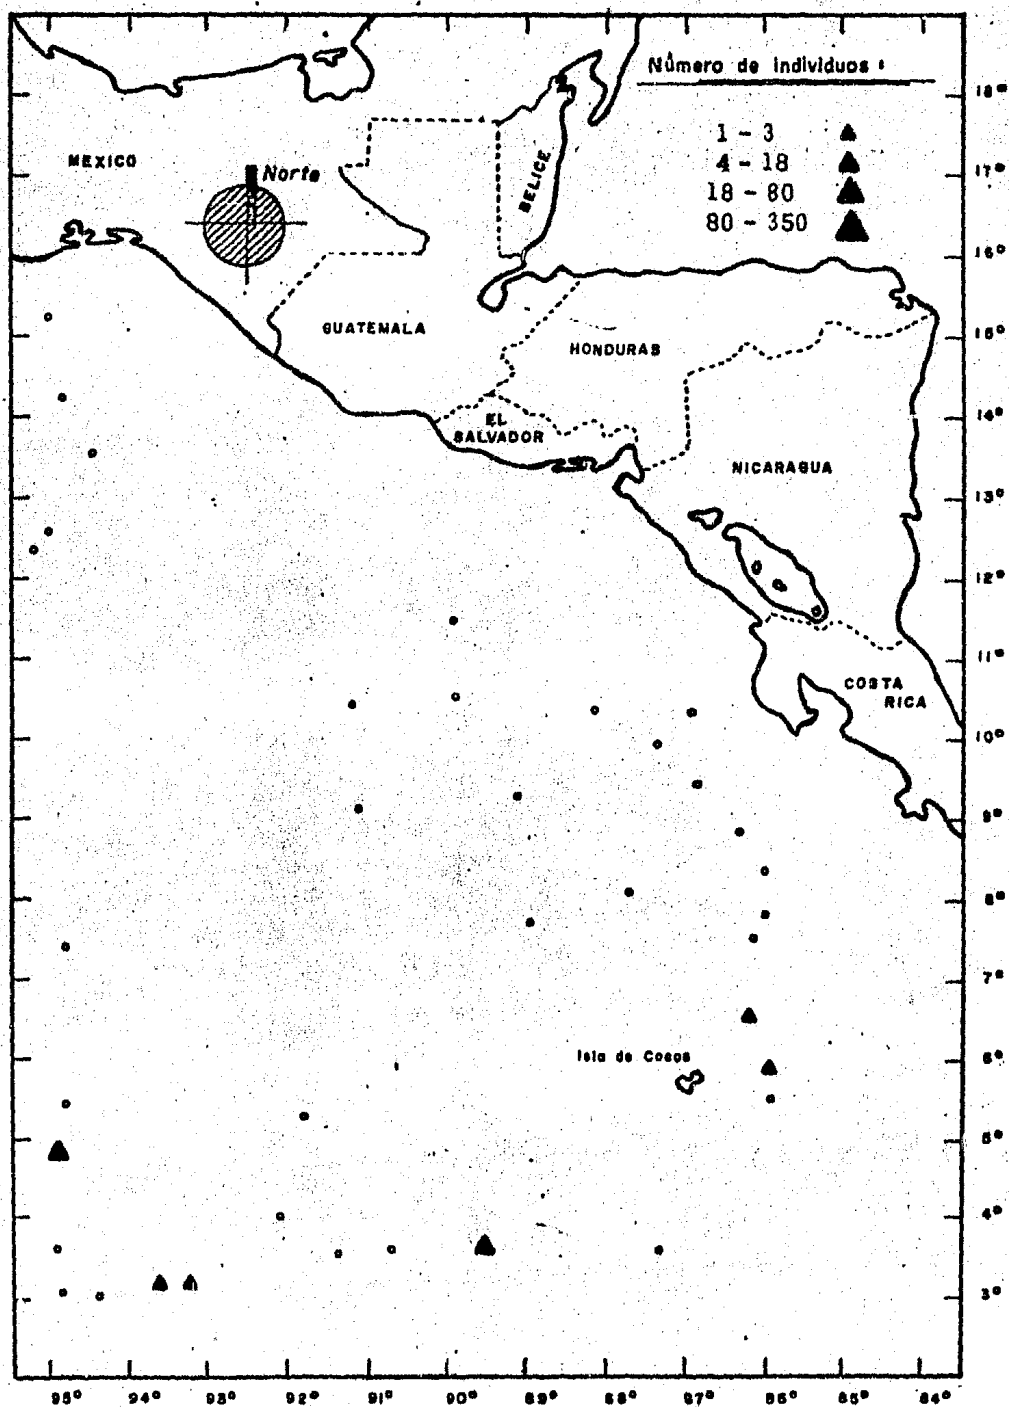 Número de individuos :
1 - 3
4 - 18
18 - 80
80 - 350
MEXICO
Norte
BELICE
GUATEMALA
HONDURAS
EL
SALVADOR
NICARAGUA
COSTA
RICA
Isla de Cocos
18°
17°
16°
15°
14°
13°
12°
11°
10°
9°
8°
7°
6°
5°
4°
3°
95° 94° 93° 92° 91° 90° 89° 88° 87° 86° 85° 84°